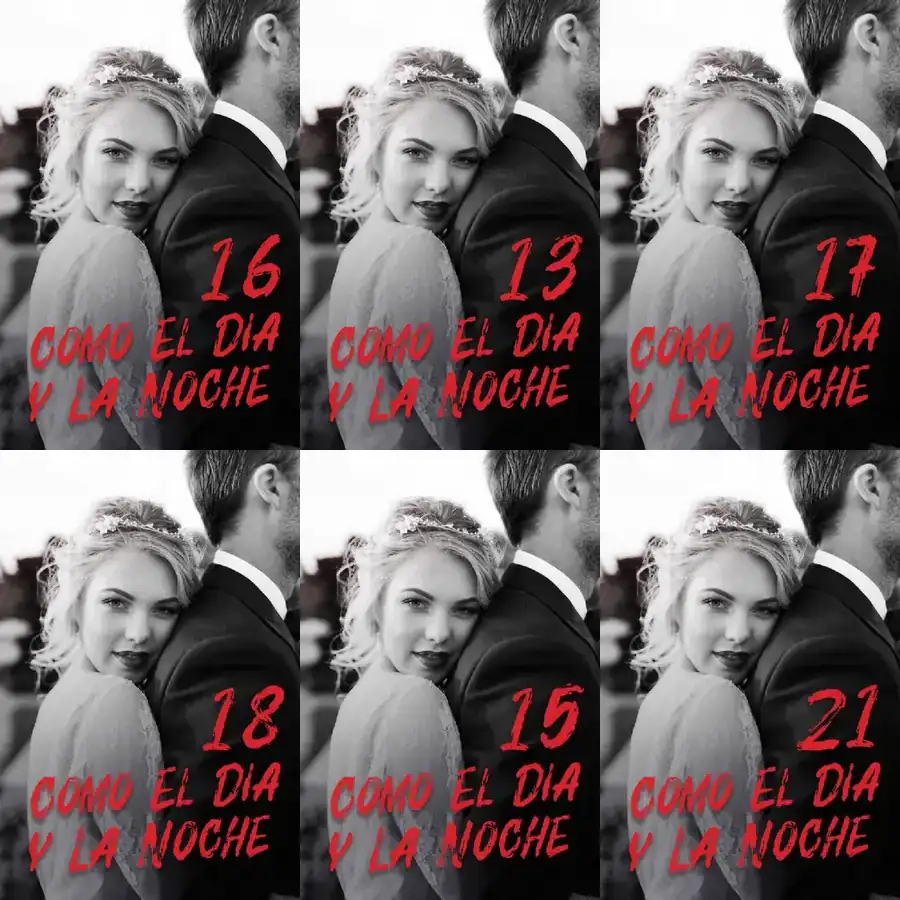 16
COMO EL DIA
Y LA NOCHE
13
COMO EL DIA
Y LA NOCHE
17
COMO EL DIA
Y LA NOCHE
18
COMO EL DIA
Y LA NOCHE
15
COMO EL DIA
Y LA NOCHE
21
COMO EL DIA
Y LA NOCHE